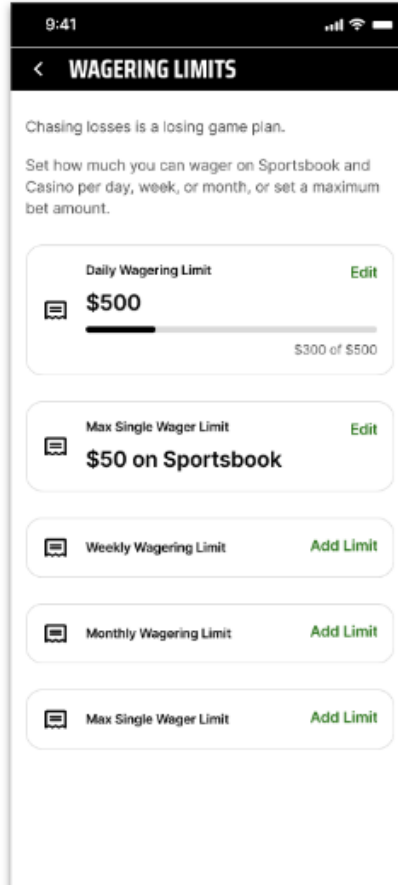 9:41
WAGERING LIMITS
Chasing losses is a losing game plan.
Set how much you can wager on Sportsbook and
Casino per day, week, or month, or set a maximum
bet amount.
Daily Wagering Limit
Edit
$500
$300 of $500
Max Single Wager Limit
Edit
$50 on Sportsbook
Weekly Wagering Limit
Add Limit
Monthly Wagering Limit
Add Limit
Max Single Wager Limit
Add Limit